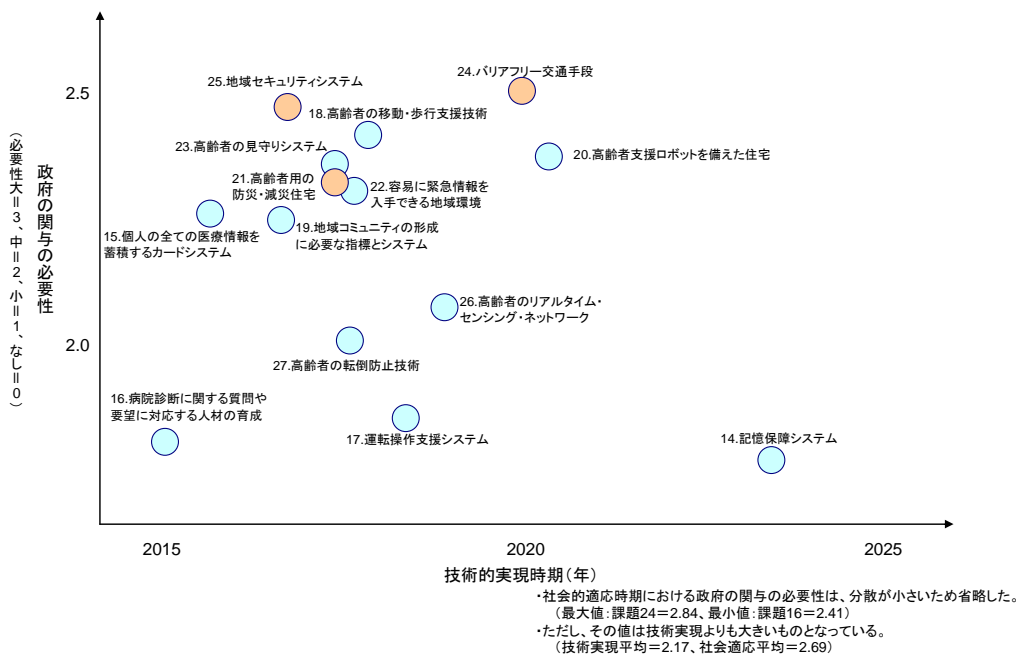 2.5
2.0
政府の関与の必要性
（必要性大＝3、中＝2、小＝1、なし＝0）
25.地域セキュリティシステム
24.バリアフリー交通手段
18.高齢者の移動・歩行支援技術
23.高齢者の見守りシステム
20.高齢者支援ロボットを備えた住宅
21.高齢者用の
防災・減災住宅
22.容易に緊急情報を
入手できる地域環境
15.個人の全ての医療情報を
蓄積するカードシステム
19.地域コミュニティの形成
に必要な指標とシステム
26.高齢者のリアルタイム・
センシング・ネットワーク
27.高齢者の転倒防止技術
16.病院診断に関する質問や
要望に対応する人材の育成
17.運転操作支援システム
14.記憶保障システム
2015
2020
2025
技術的実現時期（年）
・社会的適応時期における政府の関与の必要性は、分散が小さいため省略した。
（最大値：課題24＝2.84、最小値：課題16＝2.41）
・ただし、その値は技術実現よりも大きいものとなっている。
（技術実現平均＝2.17、社会適応平均＝2.69）